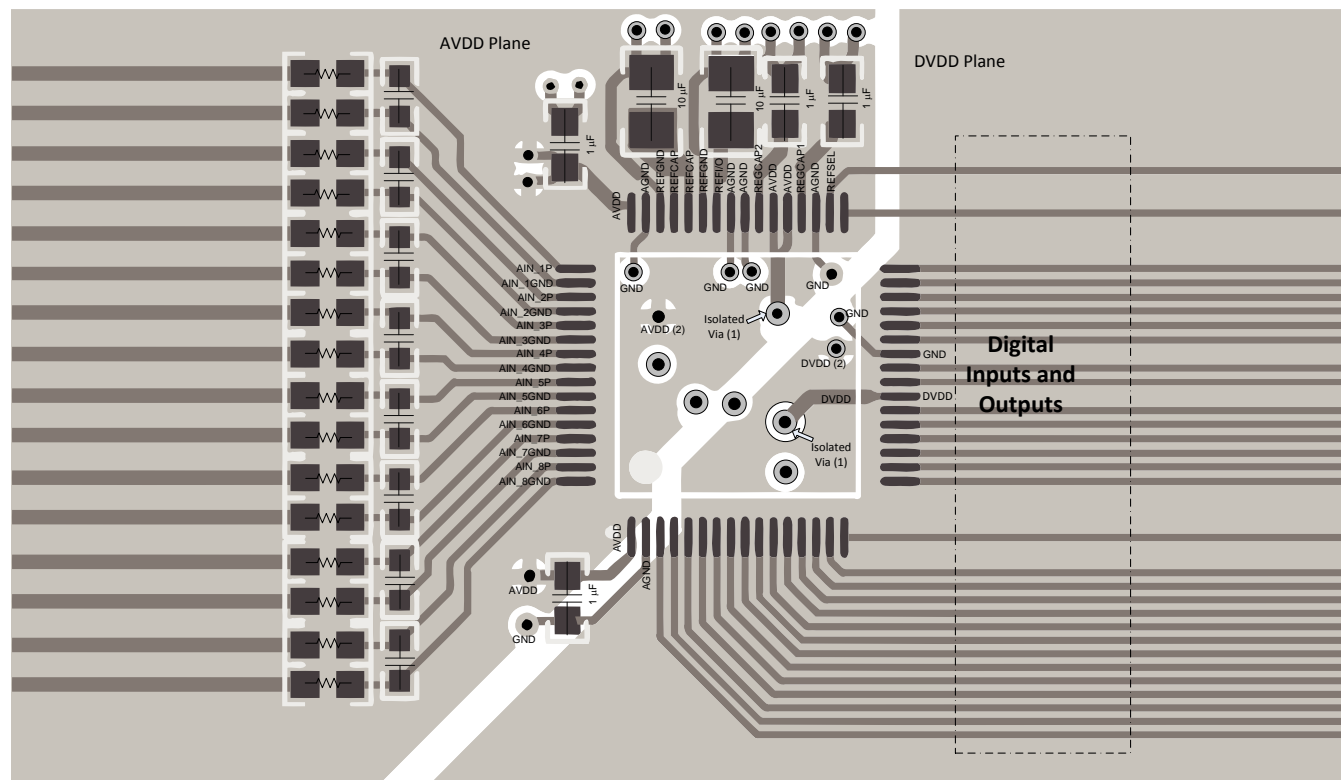 AVDD Plane
DVDD Plane
10 µF
10 µF
1 µF
1 µF
1 µF
AVDD
AGND
REFGND
REFCAP
REFCAP
REFGND
REFI/O
AGND
AGND
REGCAP2
AVDD
AVDD
REGCAP1
AGND
REFSEL
AIN_1P
AIN_1GND
AIN_2P
AIN_2GND
AIN_3P
AIN_3GND
AIN_4P
AIN_4GND
AIN_5P
AIN_5GND
AIN_6P
AIN_6GND
AIN_7P
AIN_7GND
AIN_8P
AIN_8GND
GND
GND
GND
GND
AVDD (2)
Isolated
Via (1)
GND
DVDD (2)
GND
DVDD
DVDD
Isolated
Via (1)
Digital
Inputs and
Outputs
AVDD
AGND
AVDD
1 µF
GND